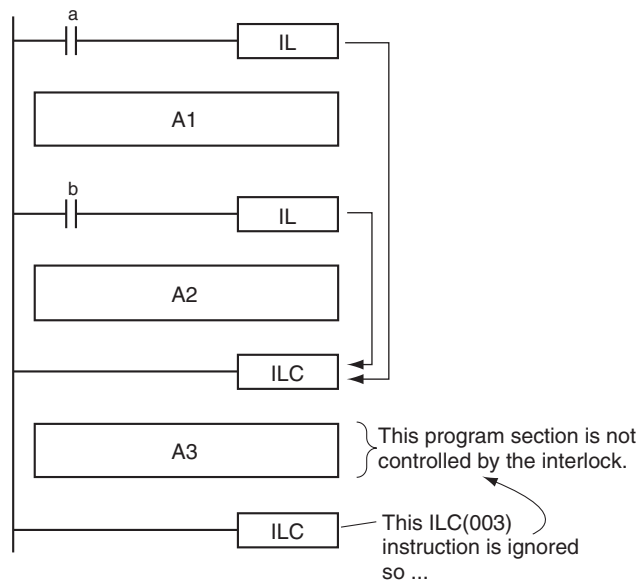 a
IL
A1
b
IL
A2
ILC
A3
This program section is not
controlled by the interlock.
ILC
This ILC(003)
instruction is ignored
so ...